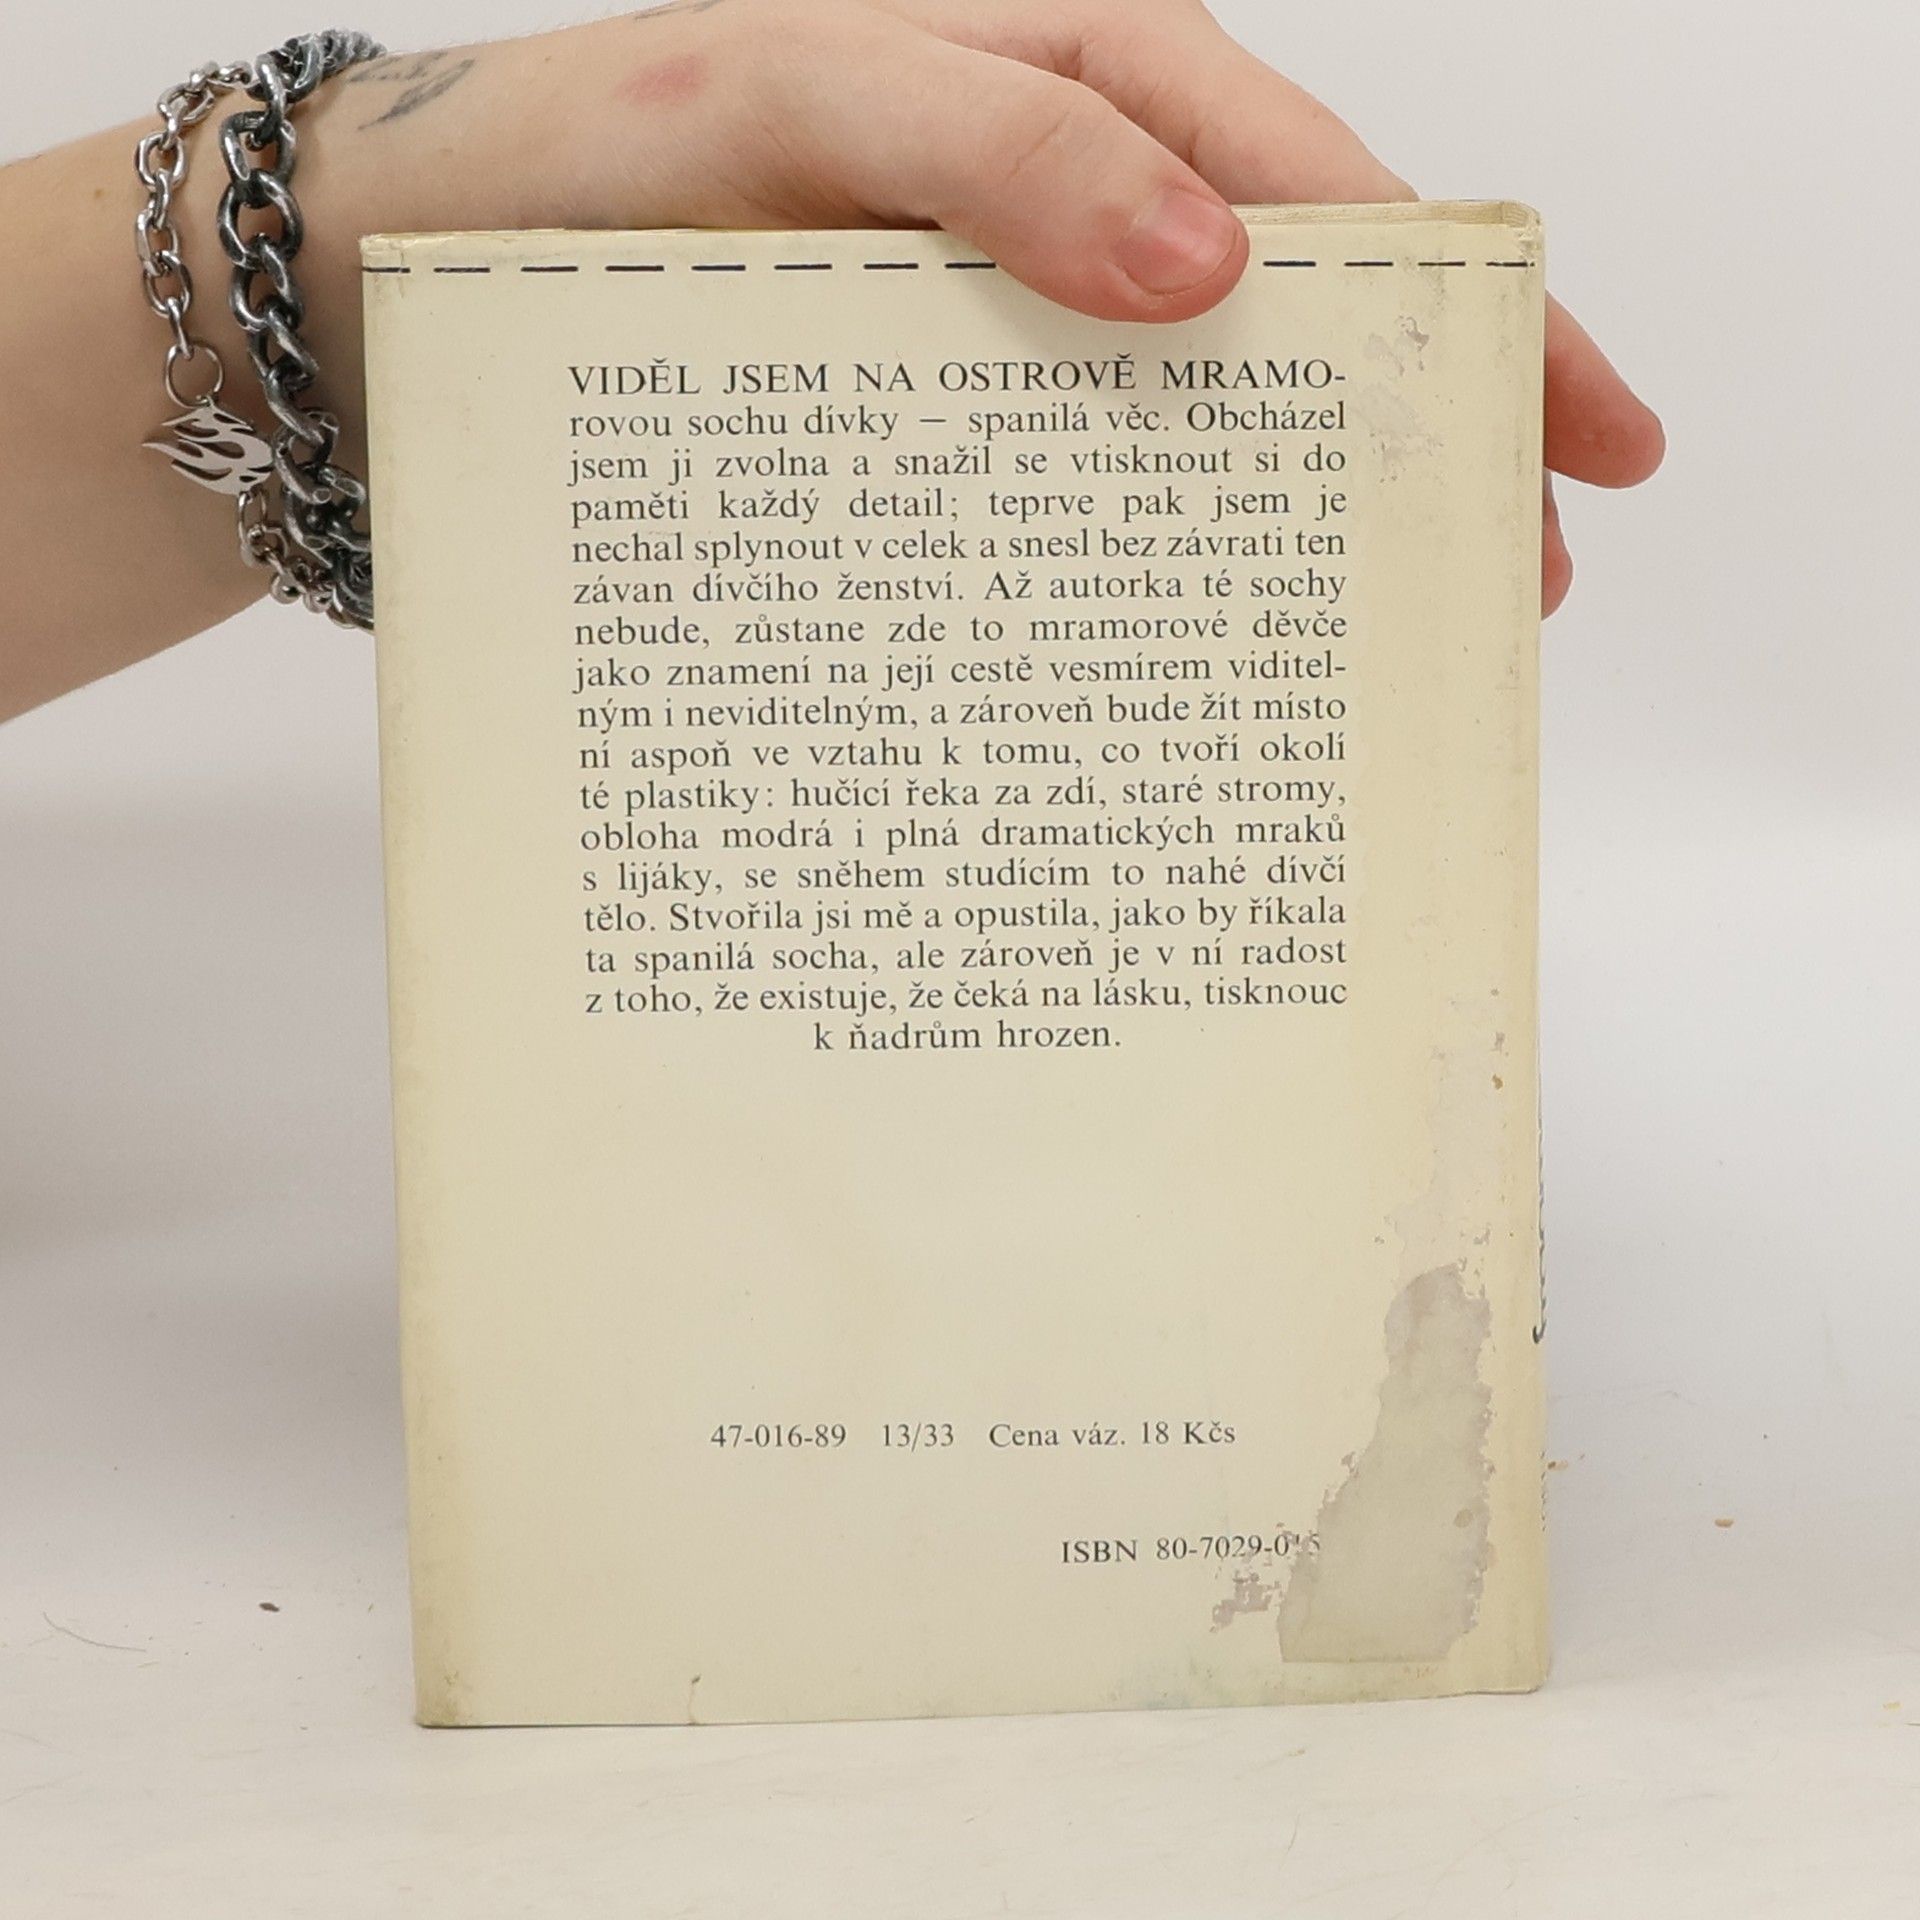 VIDĚL JSEM NA OSTROVĚ MRAMO-
rovou sochu dívky — spanilá věc. Obcházel
jsem ji zvolna a snažil se vtisknout si do
paměti každý detail; teprve pak jsem je
nechal splynout v celek a snesl bez závrati ten
závan dívčího ženství. Až autorka té sochy
nebude, zůstane zde to mramorové děvče
jako znamení na její cestě vesmírem viditel-
ným i neviditelným, a zároveň bude žít místo
ní aspoň ve vztahu k tomu, co tvoří okolí
té plastiky: hučící řeka za zdí, staré stromy,
obloha modrá i plná dramatických mraků
s lijáky, se sněhem studícím to nahé dívčí
tělo. Stvořila jsi mě a opustila, jako by říkala
ta spanilá socha, ale zároveň je v ní radost
z toho, že existuje, že čeká na lásku, tisknouc
k ňadrům hrozen.
47-016-89 13/33 Cena váz. 18 Kčs
ISBN 80-7029-